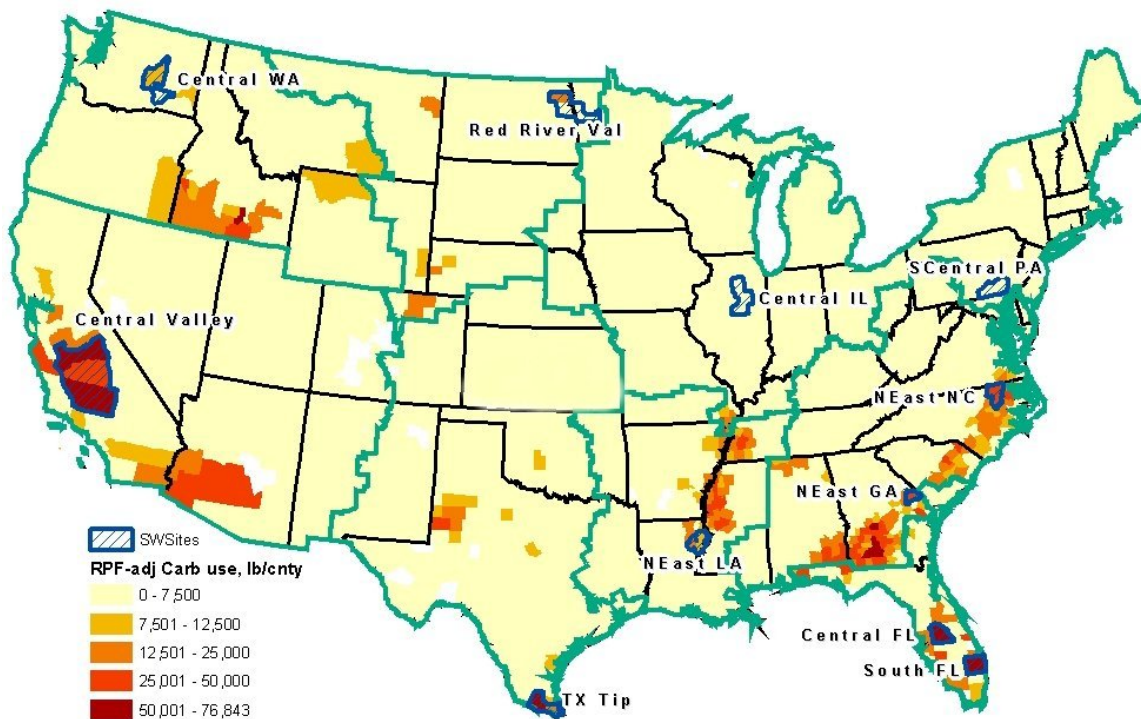 Central WA
Red River Val
SCentral PA
Central IL
Central Valley
NEast NC
NEast GA
NEast LA
Central FL
South FL
TX Tip
SWSites
RPF-adj Carb use, lb/cnty
0 - 7,500
7,501 - 12,500
12,501 - 25,000
25,001 - 50,000
50,001 - 76,843